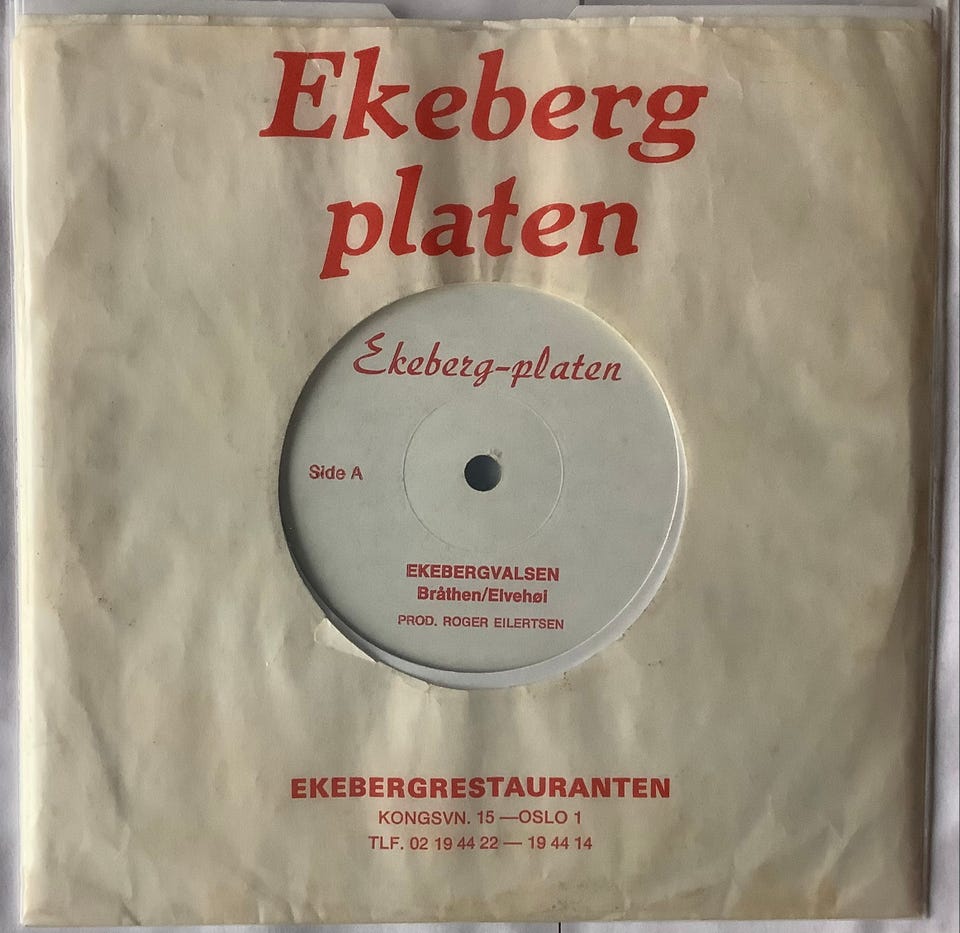 Ekeberg
platen
Ekeberg-platen
Side A
EKEBERGVALSEN
Bråthen/Elvehøi
PROD. ROGER EILERTSEN
EKEBERGRESTAURANTEN
KONGSVN. 15 —OSLO 1
TLF. 02 19 44 22 — 19 44 14